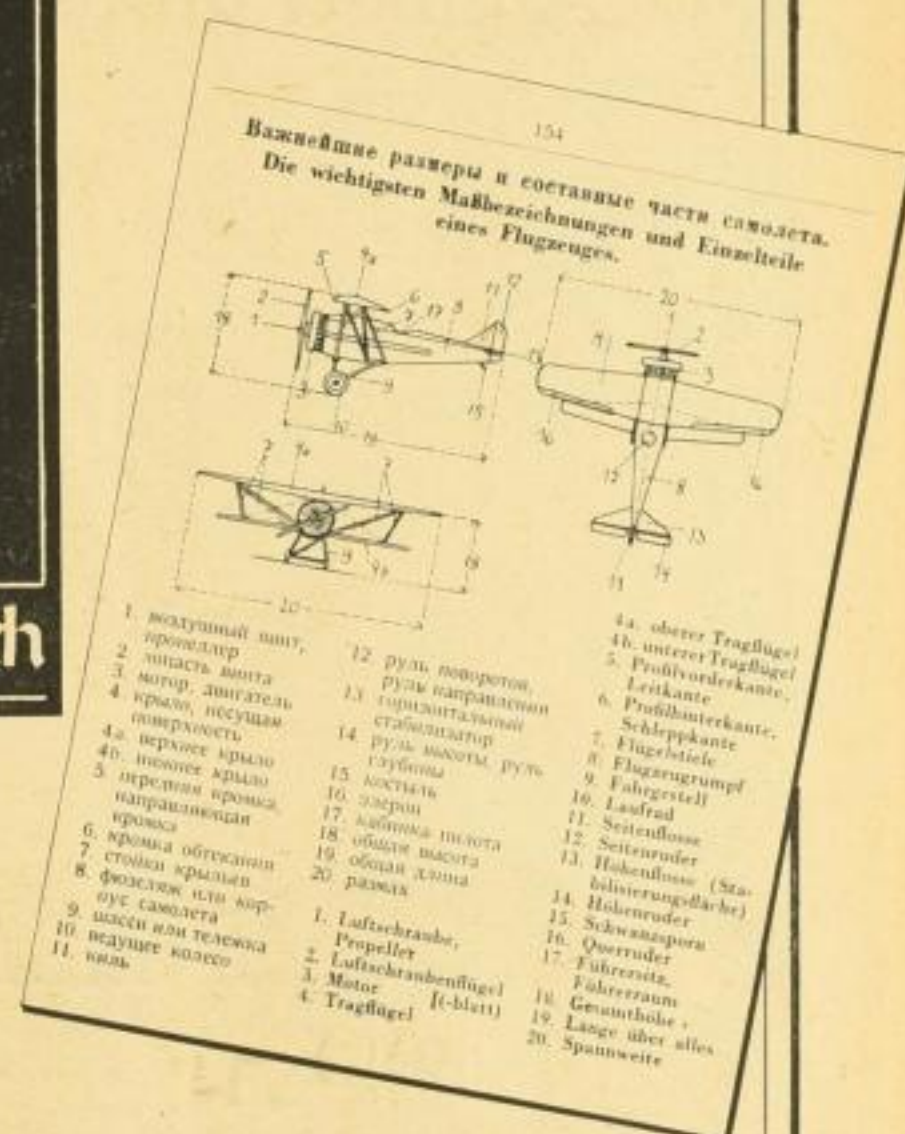 h
154
Важнейшие размеры и составные части самолета.
Die wichtigsten Maßbezeichnungen und Einzelteile
eines Flugzeuges.
1. воздушный винт,
пропеллер
2 лопасть винта
3. мотор, двигатель
4. крыло, несущая
поверхность
4а. верхнее крыло
4b. нижнее крыло
5. передняя кромка,
направляющая
кромка
6. кромка обтекания
7 стойки крыльев
8. фюзеляж или кор-
пус самолета
9. шасси или тележка
10. ведущее колесо
11. киль
12 руль поворотов,
руль направления
13 горизонтальный
стабилизатор
14. руль высоты, руль
глубины
15. костыль
16. элерон
17. кабинка пилота
18. общая высота
19. общая длина
20 размах
1. Luftschraube,
Propeller
2. Luftschraubenflügel
3. Motor [(-blatt)
4. Tragflügel
4a. oberer Tragflügel
4b. unterer Tragflügel
5. Profilvorderkante,
Leitkante
6. Profilhinterkante,
Schleppkante
7. Flügelstiele
8. Flugzeugrumpf
9. Fahrgestell
10. Laufrad
11. Seitenflosse
12. Seitenruder
13. Höhenflosse (Sta-
bilisierungsfläche)
14. Höhenruder
15. Schwanzsporn
16. Querruder
17. Führersitz,
Führerraum
18. Gesamthöhe
19. Länge über alles
20. Spannweite